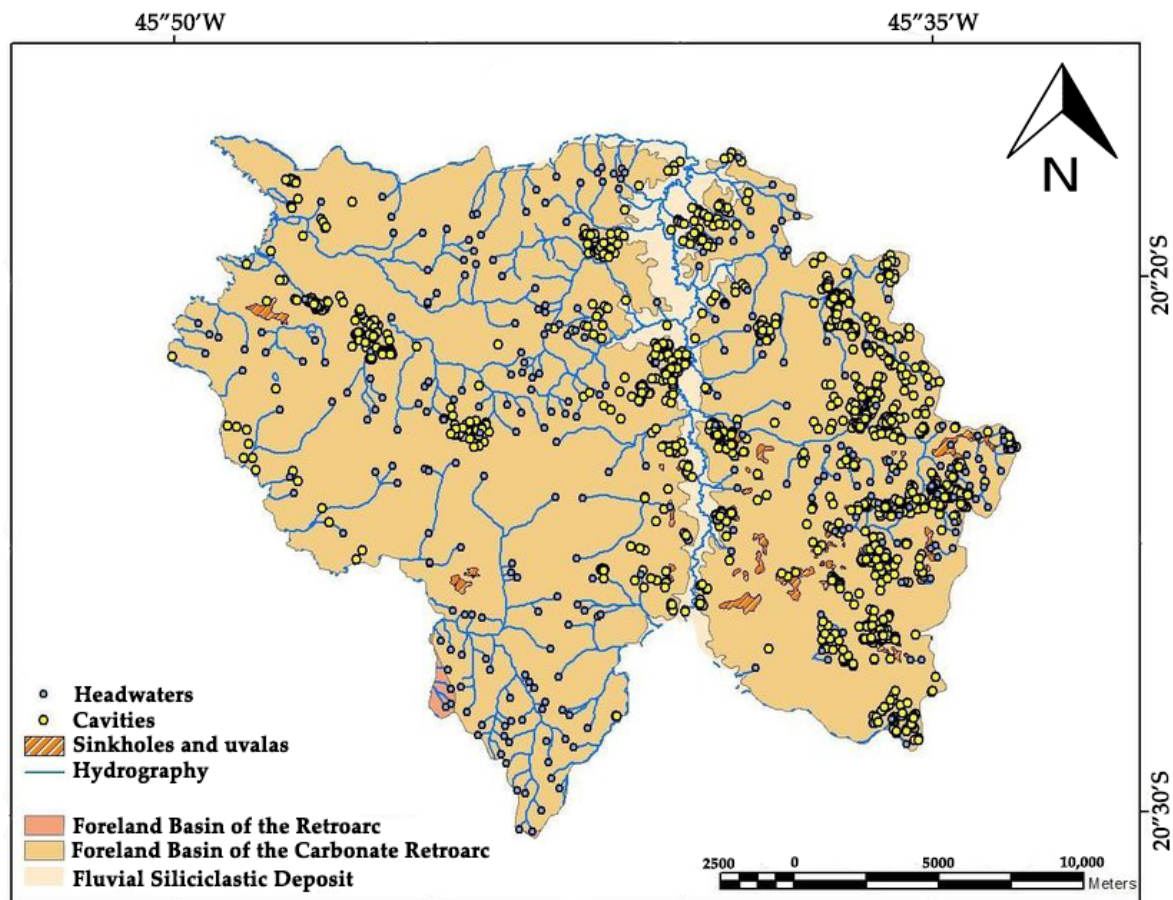 45"50'W
45"35'W
N
20"20'S
Headwaters
Cavities
Sinkholes and uvalas
Hydrography
20"30'S
Foreland Basin of the Retroarc
Foreland Basin of the Carbonate Retroarc
Fluvial Siliciclastic Deposit
2500 0 5000 10,000
Meters